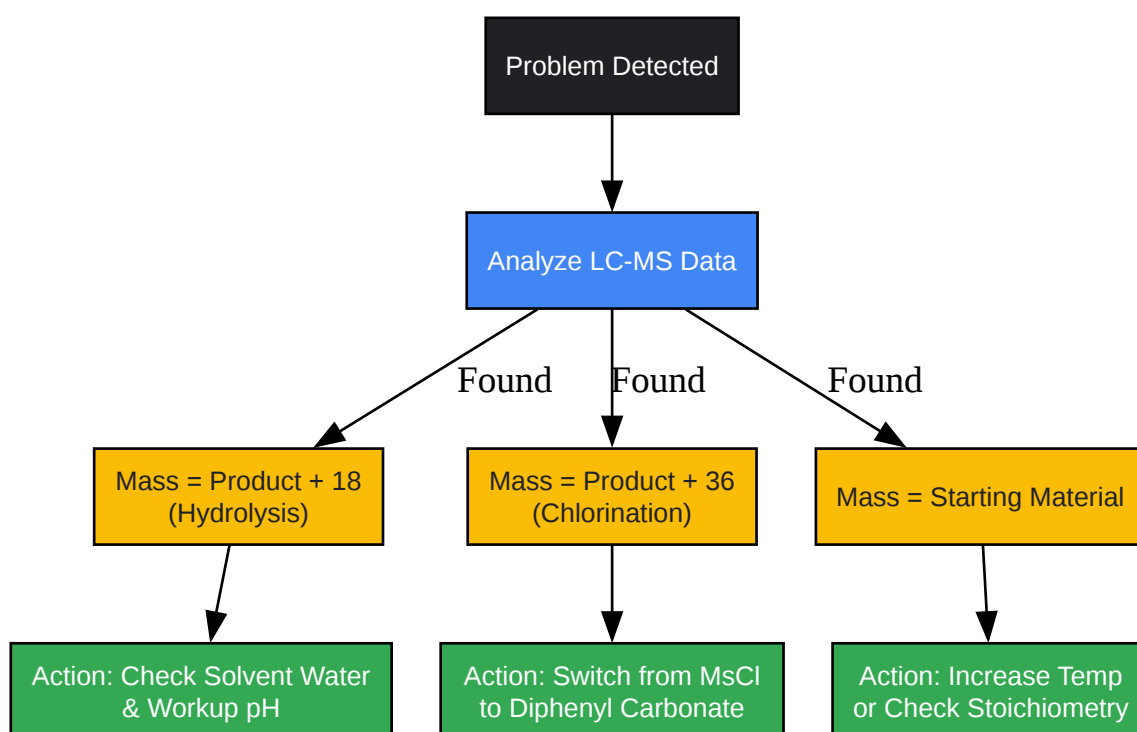 Problem Detected
Analyze LC-MS Data
Found
Found
Found
Mass = Product + 18
(Hydrolysis)
Mass = Product + 36
(Chlorination)
Mass = Starting Material
Action: Check Solvent Water
& Workup pH
Action: Switch from MsCl
to Diphenyl Carbonate
Action: Increase Temp
or Check Stoichiometry